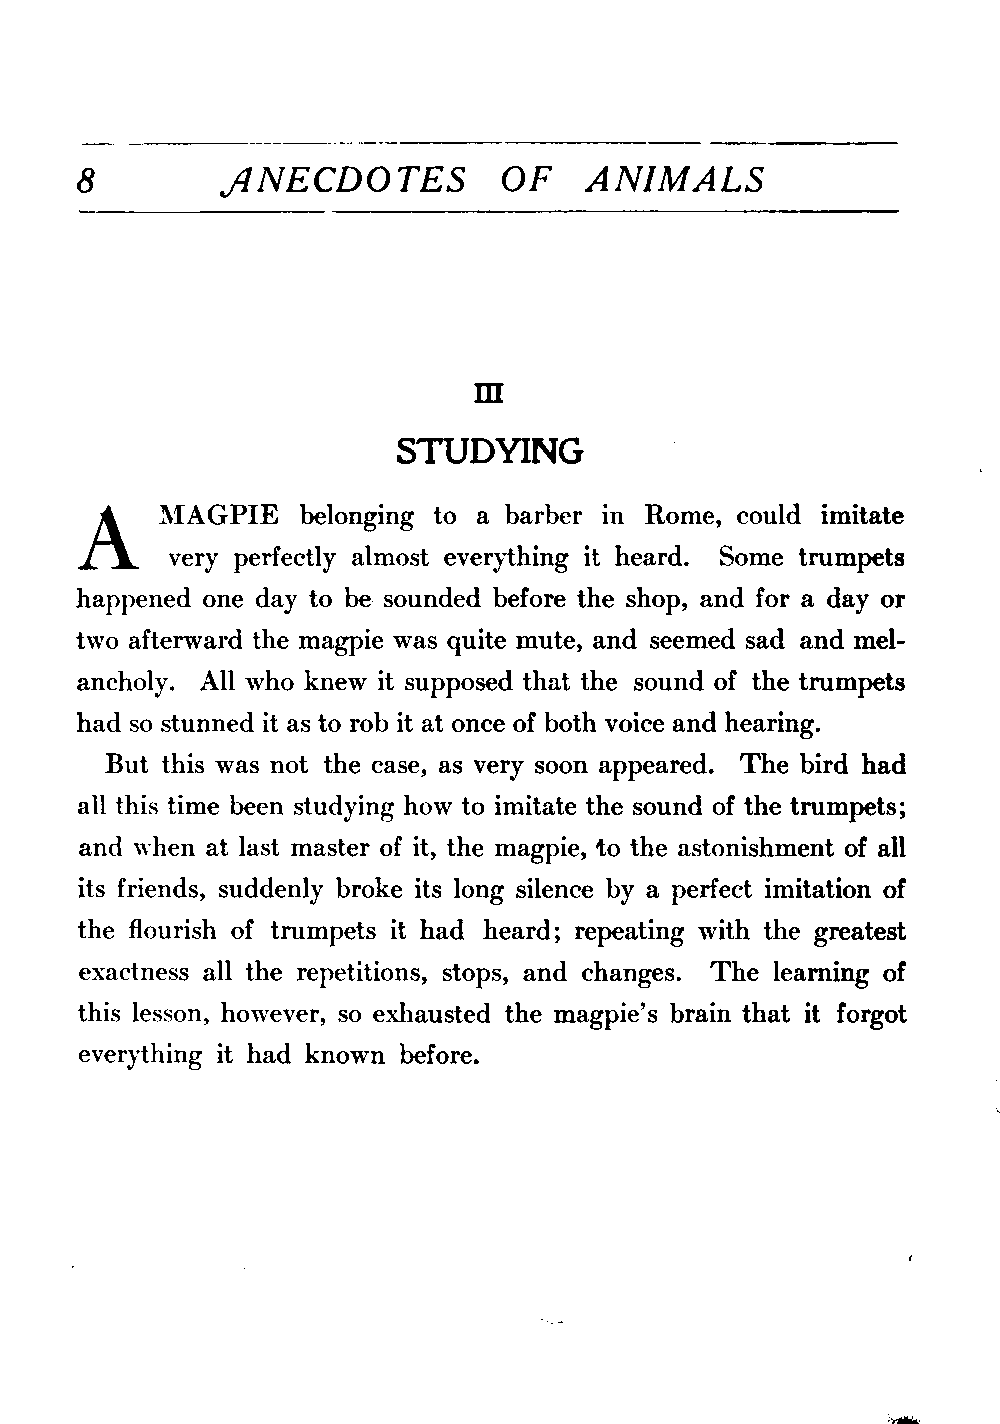 8 ANECDOTES OF ANIMALS
III
STUDYING
A MAGPIE belonging to a barber in Rome, could imitate
very perfectly almost everything it heard. Some trumpets
happened one day to be sounded before the shop, and for a day or
two afterward the magpie was quite mute, and seemed sad and mel-
ancholy. All who knew it supposed that the sound of the trumpets
had so stunned it as to rob it at once of both voice and hearing.
But this was not the case, as very soon appeared. The bird had
all this time been studying how to imitate the sound of the trumpets;
and when at last master of it, the magpie, to the astonishment of all
its friends, suddenly broke its long silence by a perfect imitation of
the flourish of trumpets it had heard; repeating with the greatest
exactness all the repetitions, stops, and changes. The learning of
this lesson, however, so exhausted the magpie's brain that it forgot
everything it had known before.